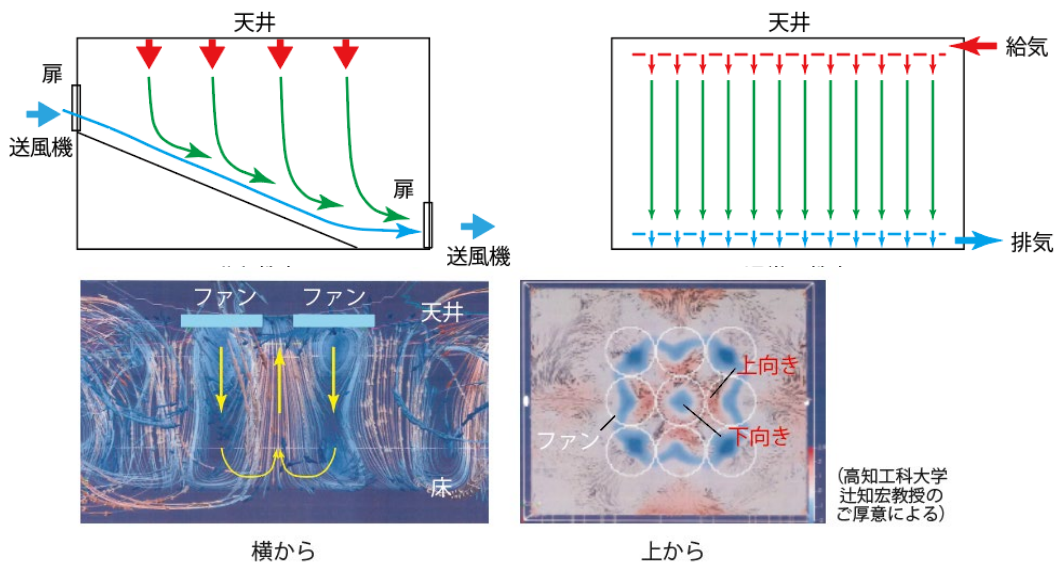 天井
扉
送風機
扉
送風機
天井
給気
排気
ファン
ファン
天井
床
横から
上向き
下向き
ファン
上から
(高知工科大学
辻知宏教授の
ご厚意による)